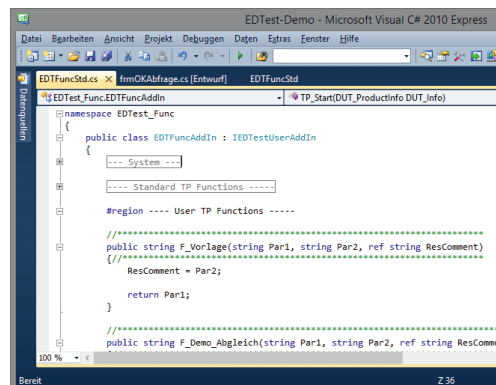 EDTest-Demo - Microsoft Visual C# 2010 Express
Datei Bearbeiten Ansicht Projekt Debuggen Daten Extras Fenster Hilfe
EDTFuncStd.cs × frmOKAbfrage.cs [Entwurf] EDTFuncStd
Datenquellen
EDTest_Func.EDTFuncAddIn TP_Start(DUT_ProductInfo DUT_Info)
namespace EDTest_Func
{
public class EDTFuncAddIn : IEDTestUserAddIn
{
--- System ---
---- Standard TP Functions -----
#region ---- User TP Functions -----
//******************************************************************
public string F_Vorlage(string Par1, string Par2, ref string ResComment)
{//****************************************************************
ResComment = Par2;
return Par1;
}
//******************************************************************
public string F_Demo_Abgleich(string Par1, string Par2, ref string ResComme
100 %
Bereit Z 36